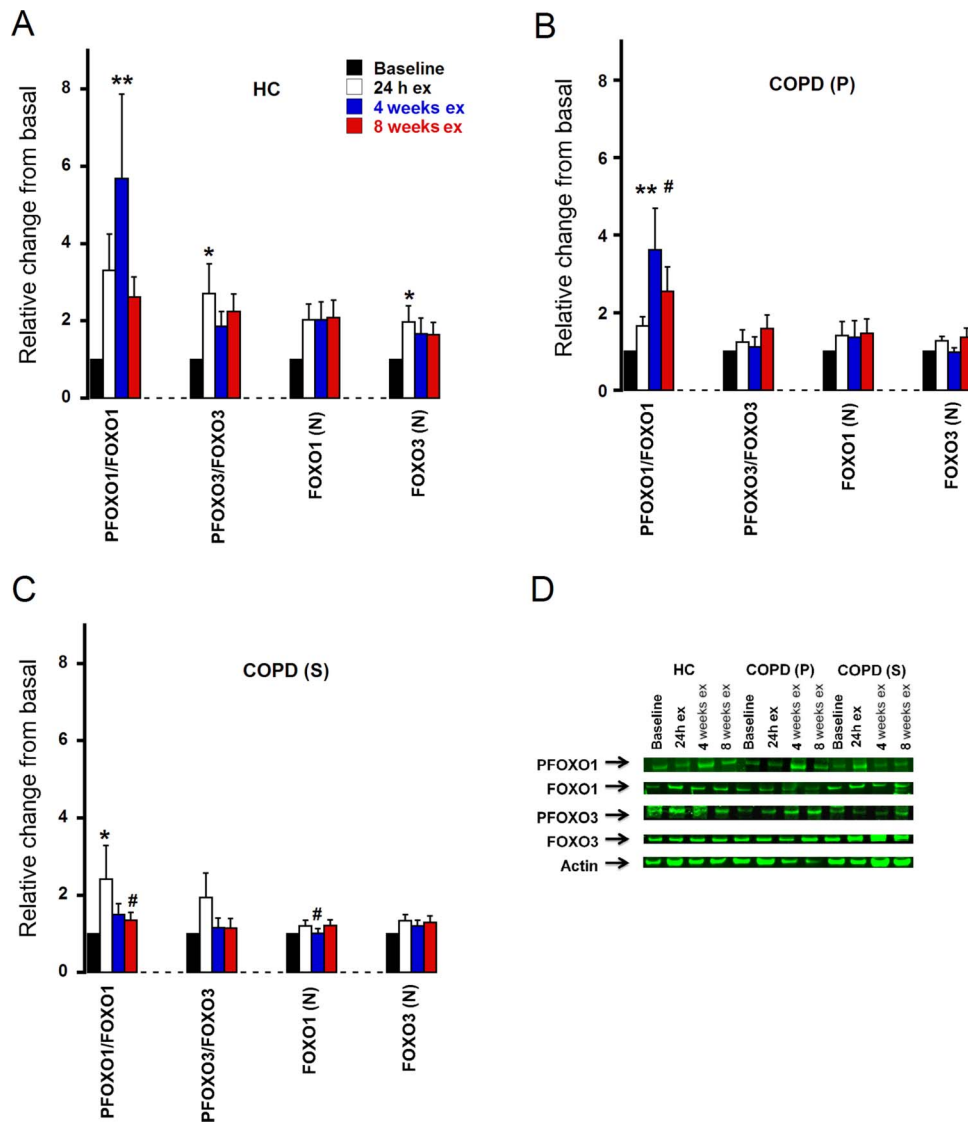 A
HC
Baseline
24 h ex
4 weeks ex
8 weeks ex
Relative change from basal
8
6
4
2
0
**
*
*
PFOXO1/FOXO1
PFOXO3/FOXO3
FOXO1 (N)
FOXO3 (N)
B
COPD (P)
Relative change from basal
8
6
4
2
0
** #
PFOXO1/FOXO1
PFOXO3/FOXO3
FOXO1 (N)
FOXO3 (N)
C
COPD (S)
Relative change from basal
8
6
4
2
0
*
#
#
PFOXO1/FOXO1
PFOXO3/FOXO3
FOXO1 (N)
FOXO3 (N)
D
HC COPD (P) COPD (S)
Baseline
24h ex
4 weeks ex
8 weeks ex
Baseline
24h ex
4 weeks ex
8 weeks ex
Baseline
24h ex
4 weeks ex
8 weeks ex
PFOXO1
FOXO1
PFOXO3
FOXO3
Actin